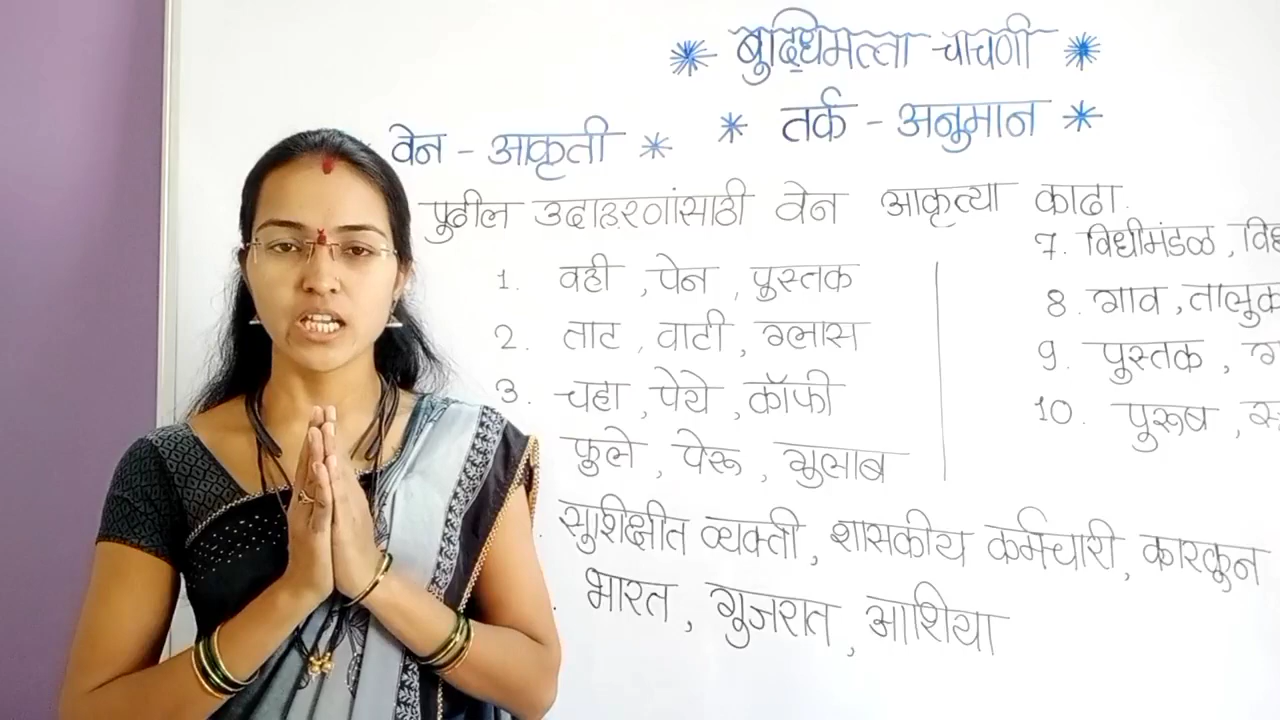 * बुद्धिमत्ता चाचणी *
* तर्क - अनुमान *
वेन - आकृती *
पुढील उदाहरणांसाठी वेन आकृत्या काढा.
1. वही , पेन , पुस्तक
2. ताट , वाटी , ग्लास
3. चहा , पेये , कॉफी
फुले , पेरू , गुलाब
सुशिक्षीत व्यक्ती , शासकीय कर्मचारी , कारकून
भारत , गुजरात , आशिया
7. विधीमंडळ ,
8. गाव ,
9. पुस्तक ,
10. पुरूष ,